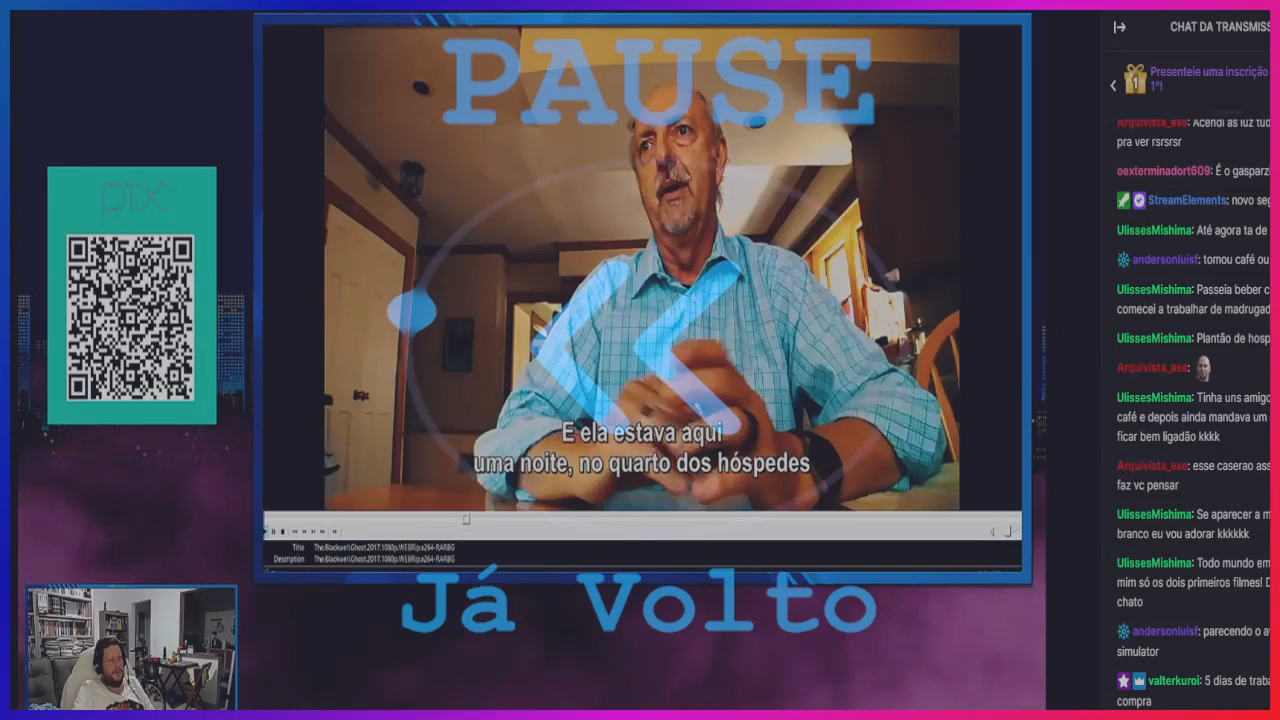 PAUSE
pix
E ela estava aqui
uma noite, no quarto dos hóspedes
Title The.Blackwell.Ghost.2017.1080p.WEBRip.x264-RARBG
Description The.Blackwell.Ghost.2017.1080p.WEBRip.x264-RARBG
Já Volto
CHAT DA TRANSMISS
Presenteie uma inscrição
1º!
Arquivista_exe: Acendi as luz tud
pra ver rsrsrsr
oexterminadort609: É o gasparz
StreamElements: novo seg
UlissesMishima: Até agora ta de
andersonluisf: tomou café ou
UlissesMishima: Passeia beber c
comecei a trabalhar de madrugad
UlissesMishima: Plantão de hosp
Arquivista_exe:
UlissesMishima: Tinha uns amigo
café e depois ainda mandava um
ficar bem ligadão kkkk
Arquivista_exe: esse caserao ass
faz vc pensar
UlissesMishima: Se aparecer a m
branco eu vou adorar kkkkkk
UlissesMishima: Todo mundo em
mim só os dois primeiros filmes! D
chato
andersonluisf: parecendo o a
simulator
valterkuroi: 5 dias de traba
compra